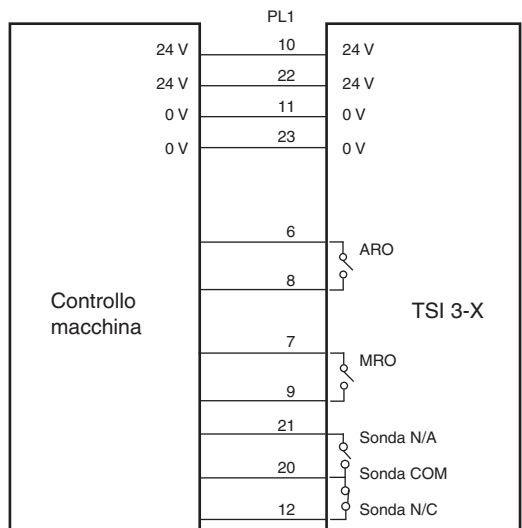 PL1
24 V 10 24 V
24 V 22 24 V
0 V 11 0 V
0 V 23 0 V
6
ARO
8
Controllo
macchina
TSI 3-X
7
MRO
9
21
Sonda N/A
20 Sonda COM
12 Sonda N/C